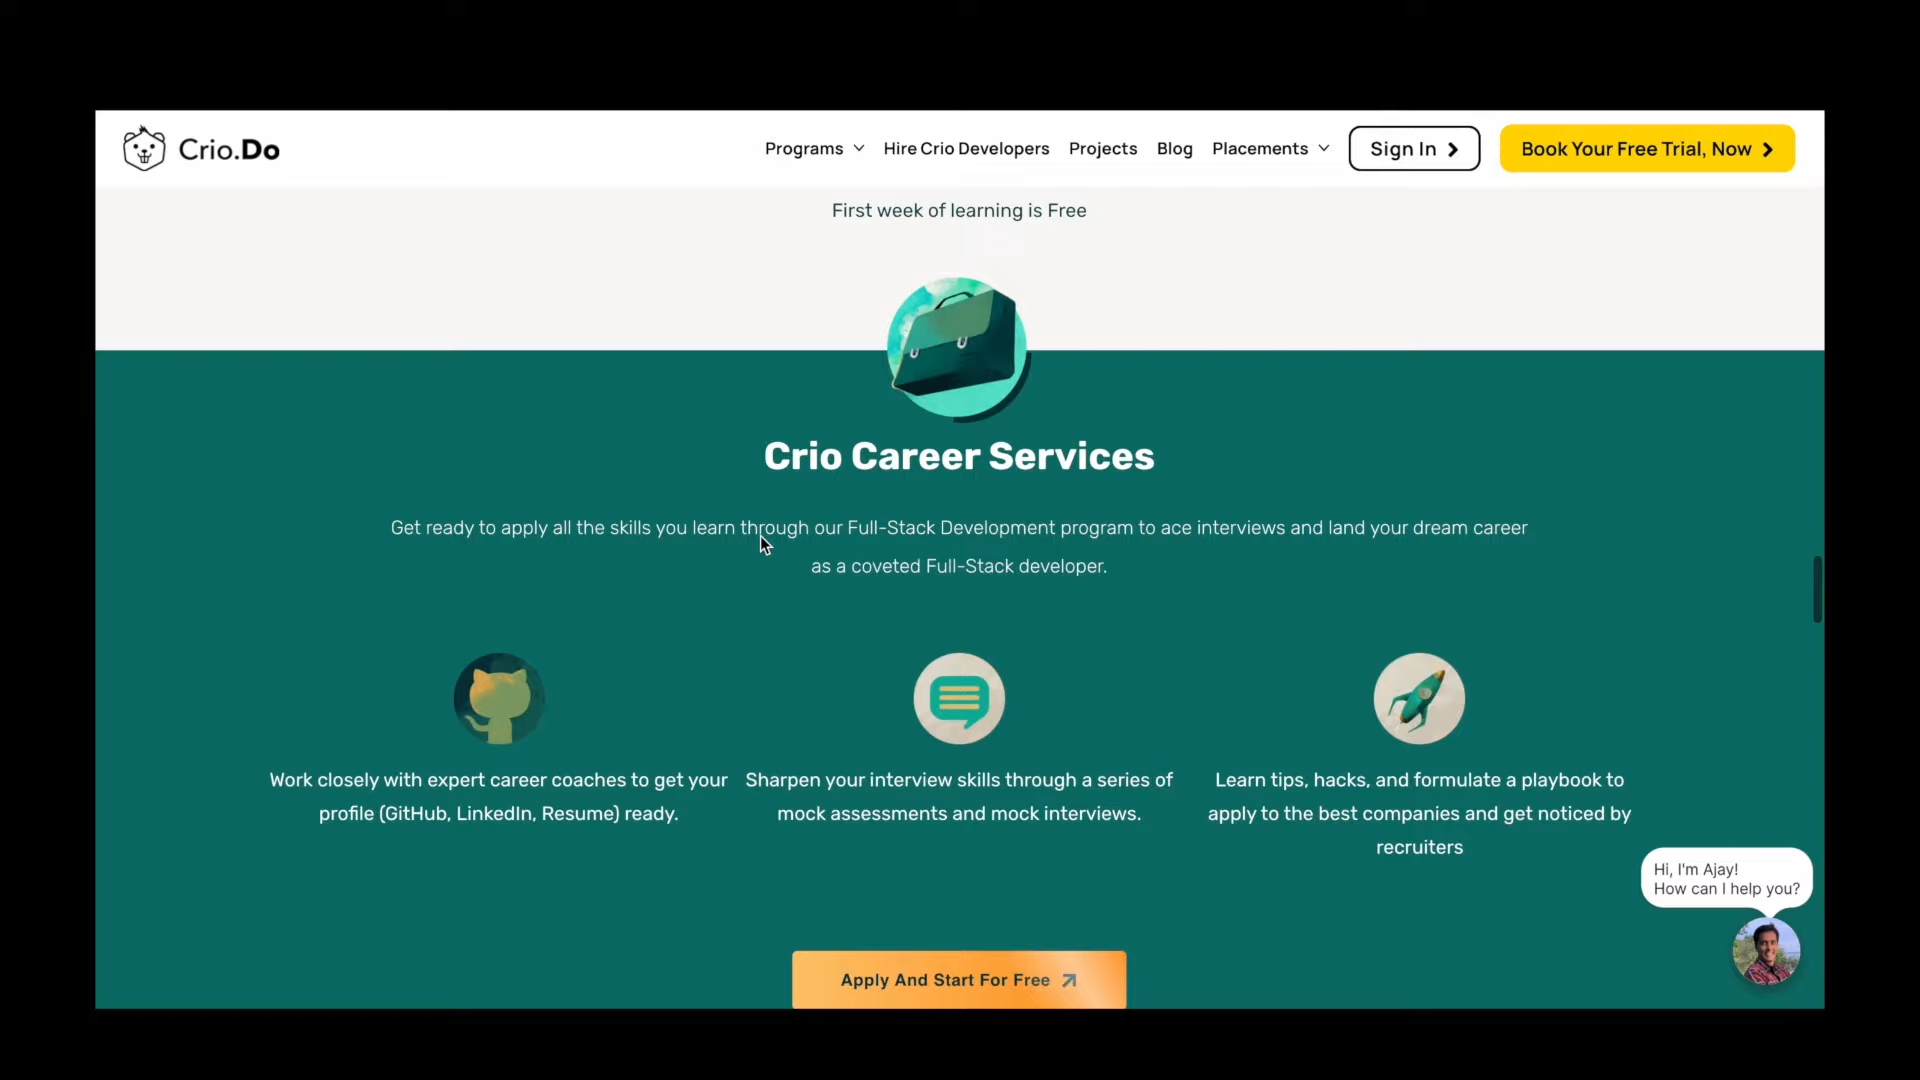 Crio.Do
Programs Hire Crio Developers Projects Blog Placements Sign In Book Your Free Trial, Now
First week of learning is Free
Crio Career Services
Get ready to apply all the skills you learn through our Full-Stack Development program to ace interviews and land your dream career
as a coveted Full-Stack developer.
Work closely with expert career coaches to get your
profile (GitHub, LinkedIn, Resume) ready.
Sharpen your interview skills through a series of
mock assessments and mock interviews.
Learn tips, hacks, and formulate a playbook to
apply to the best companies and get noticed by
recruiters
Hi, I'm Ajay!
How can I help you?
Apply And Start For Free